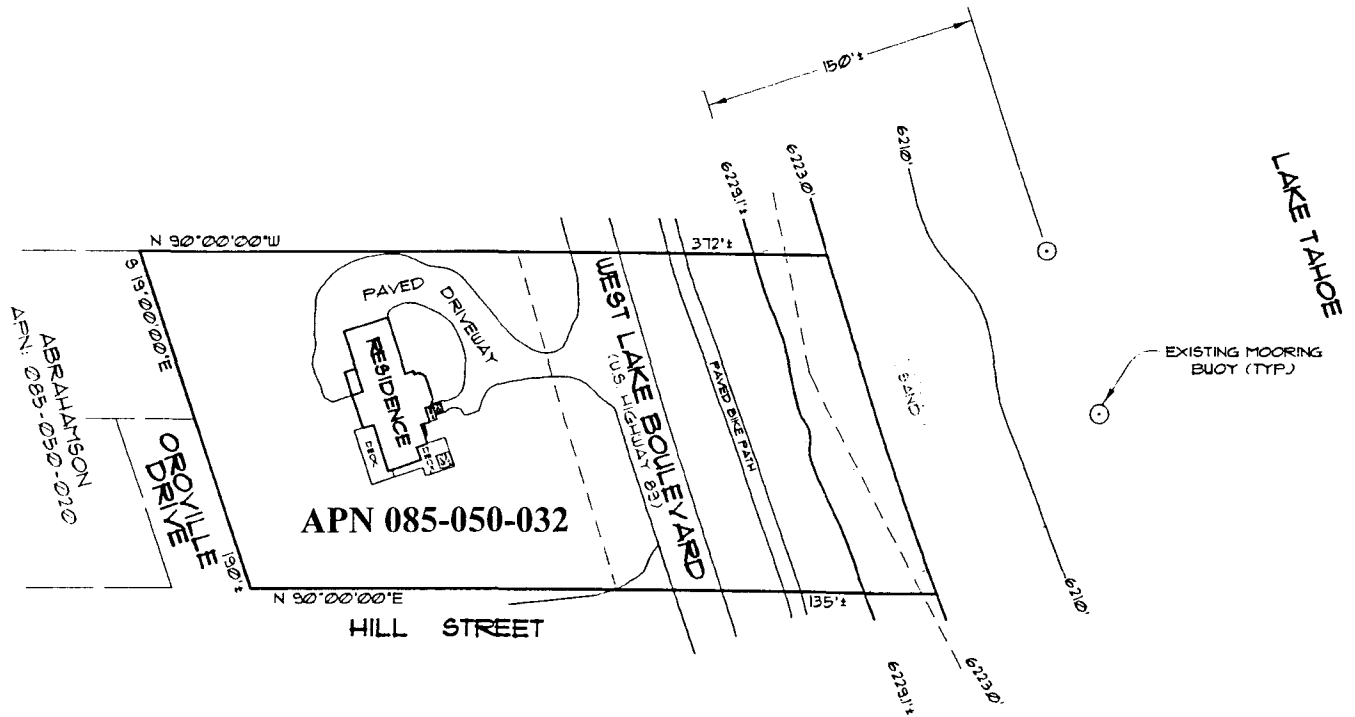 150'±
6210'
6223.0'
6229.1'±
LAKE TAHOE
N 90°00'00"W
372'±
S 19°00'00"E
PAVED
DRIVEWAY
WEST LAKE BOULEVARD
(U.S. HIGHWAY 89)
RESIDENCE
PAVED BIKE PATH
SAND
EXISTING MOORING
BUOY (TYP.)
ABRAHAMSON
APN: 085-050-020
OROVILLE
DRIVE
DECK
DECK
APN 085-050-032
190'±
N 90°00'00"E
135'±
HILL STREET
6210'
6223.0'
6229.1'±